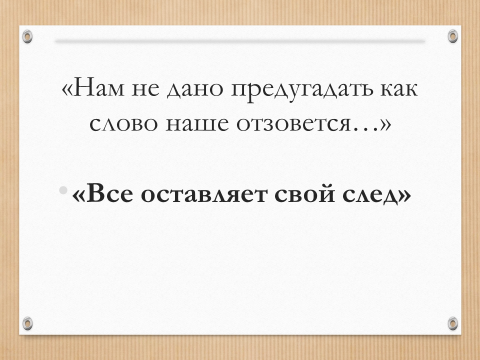 «Нам не дано предугадать как
слово наше отзовется…»
• «Все оставляет свой след»